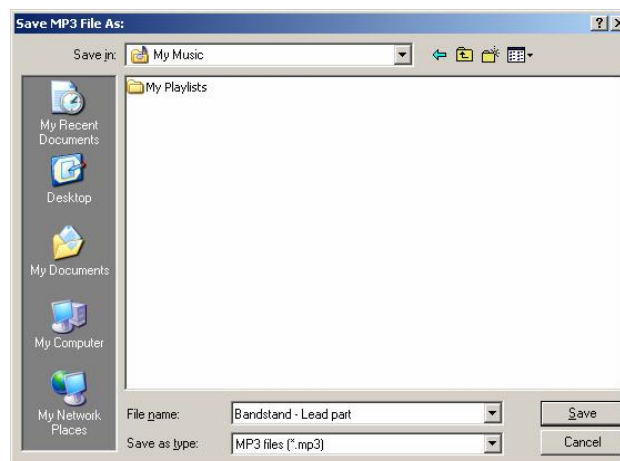 Save MP3 File As:
Save in:
My Music
My Playlists
My Recent
Documents
Desktop
My Documents
My Computer
My Network
Places
File name:
Bandstand - Lead part
Save
Save as type:
MP3 files (*.mp3)
Cancel